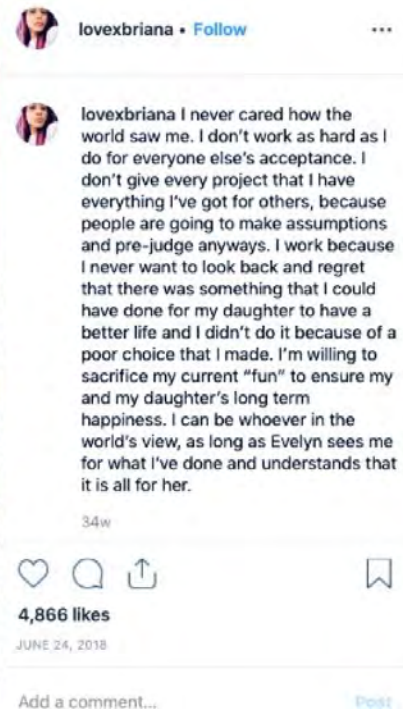 lovexbriana • Follow
lovexbriana I never cared how the
world saw me. I don't work as hard as I
do for everyone else's acceptance. I
don't give every project that I have
everything I've got for others, because
people are going to make assumptions
and pre-judge anyways. I work because
I never want to look back and regret
that there was something that I could
have done for my daughter to have a
better life and I didn't do it because of a
poor choice that I made. I'm willing to
sacrifice my current “fun” to ensure my
and my daughter's long term
happiness. I can be whoever in the
world's view, as long as Evelyn sees me
for what I've done and understands that
it is all for her.
34w
4,866 likes
JUNE 24, 2018
Add a comment... Post